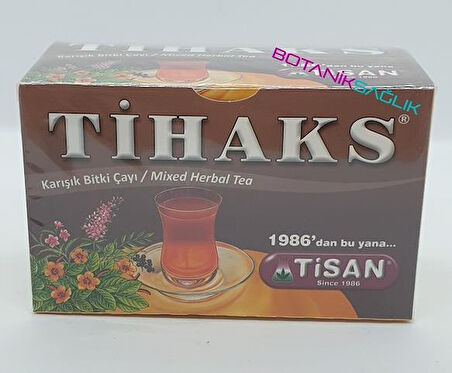 BOTANİK
SAĞLIK
TİHAKS®
Karışık Bitki Çayı / Mixed Herbal Tea
1986'dan bu yana...
TİSAN®
Since 1986